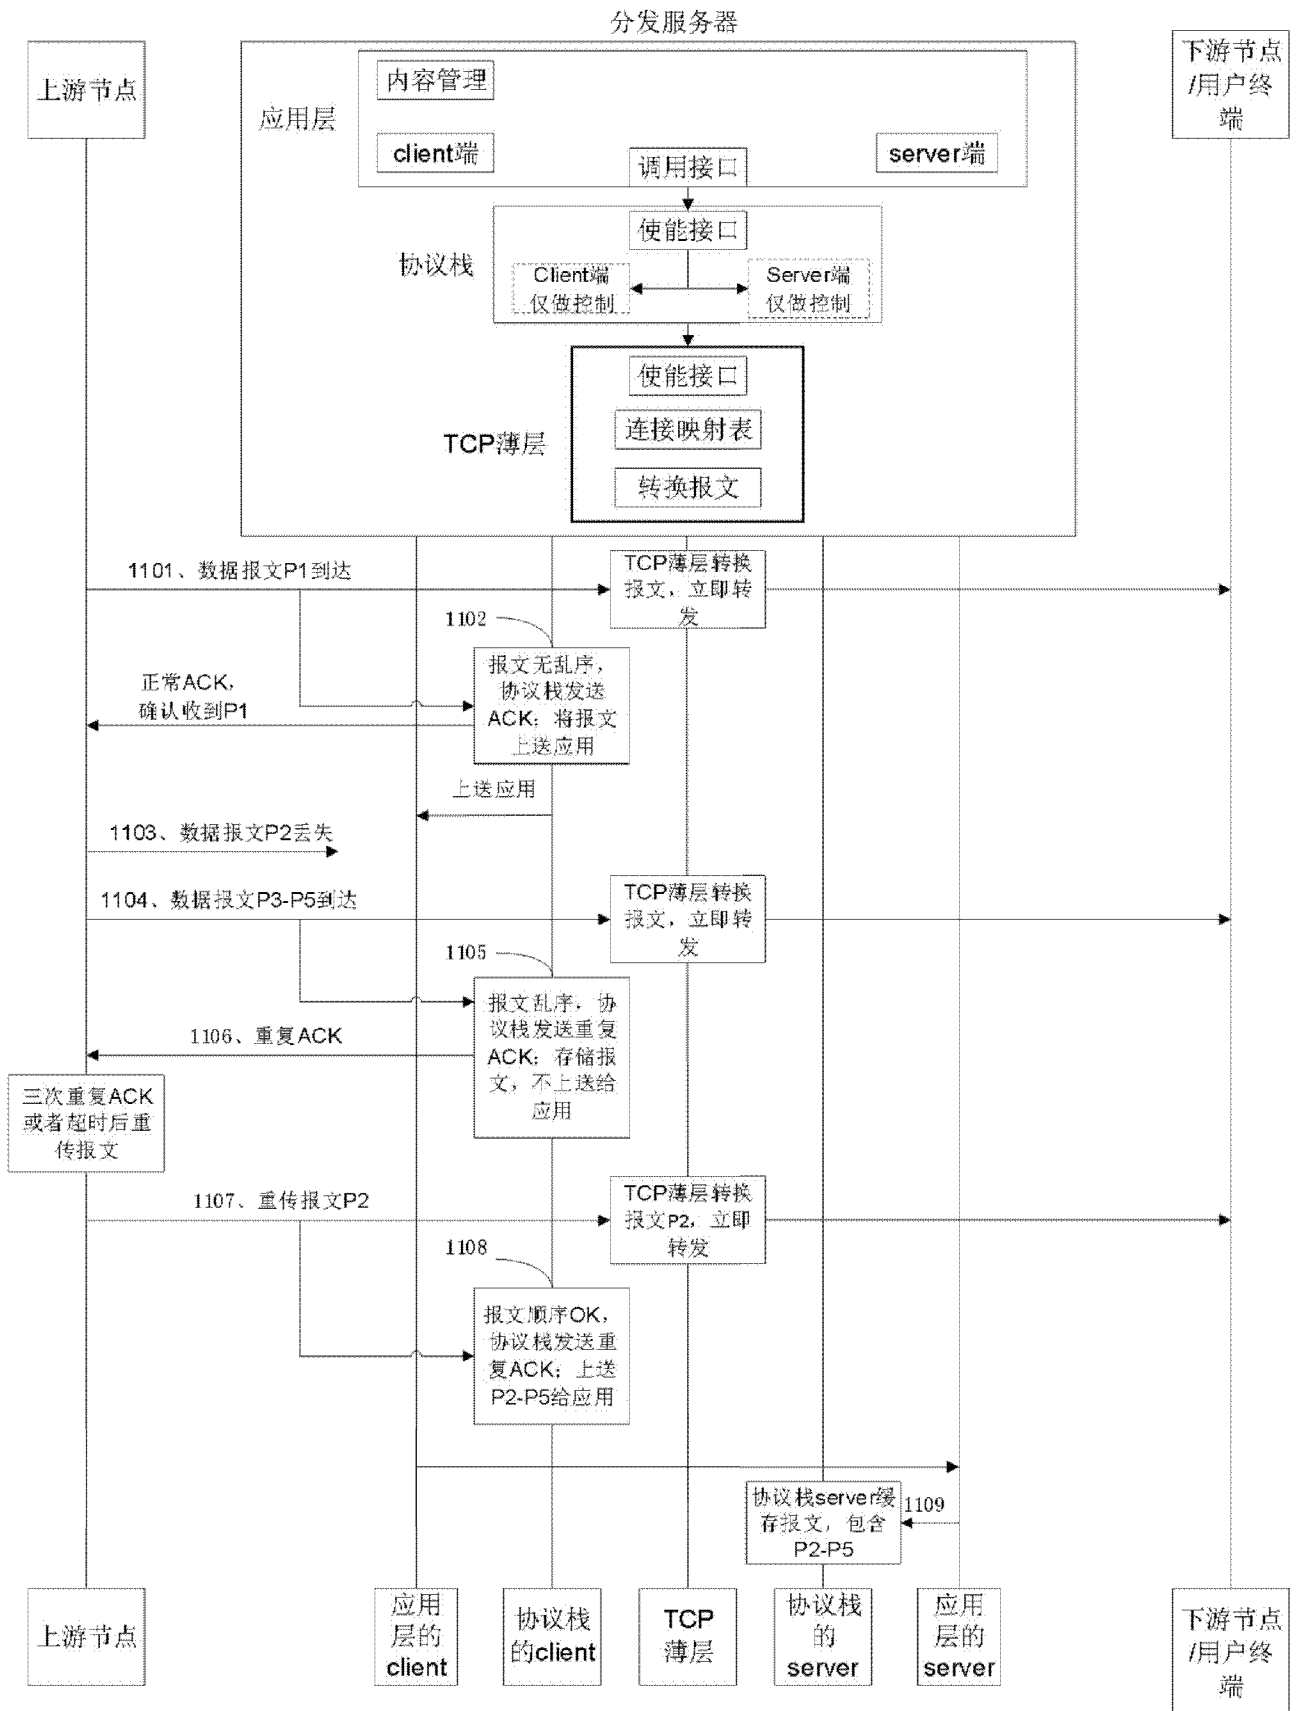 分发服务器
上游节点
下游节点
/用户终
端
内容管理
应用层
client端
server端
调用接口
使能接口
协议栈
Client端
仅做控制
Server端
仅做控制
使能接口
连接映射表
TCP薄层
转换报文
1101、数据报文P1到达
TCP薄层转换
报文，立即转
发
1102
报文无乱序，
协议栈发送
ACK；将报文
上送应用
正常ACK，
确认收到P1
上送应用
1103、数据报文P2丢失
1104、数据报文P3-P5到达
TCP薄层转换
报文，立即转
发
1105
报文乱序，协
议栈发送重复
ACK；存储报
文，不上送给
应用
1106、重复ACK
三次重复ACK
或者超时后重
传报文
1107、重传报文P2
TCP薄层转换
报文P2，立即
转发
1108
报文顺序OK，
协议栈发送重
复ACK；上送
P2-P5给应用
协议栈server缓
存报文，包含
P2-P5
1109
上游节点
应用
层的
client
协议栈
的client
TCP
薄层
协议栈
的
server
应用
层的
server
下游节点
/用户终
端